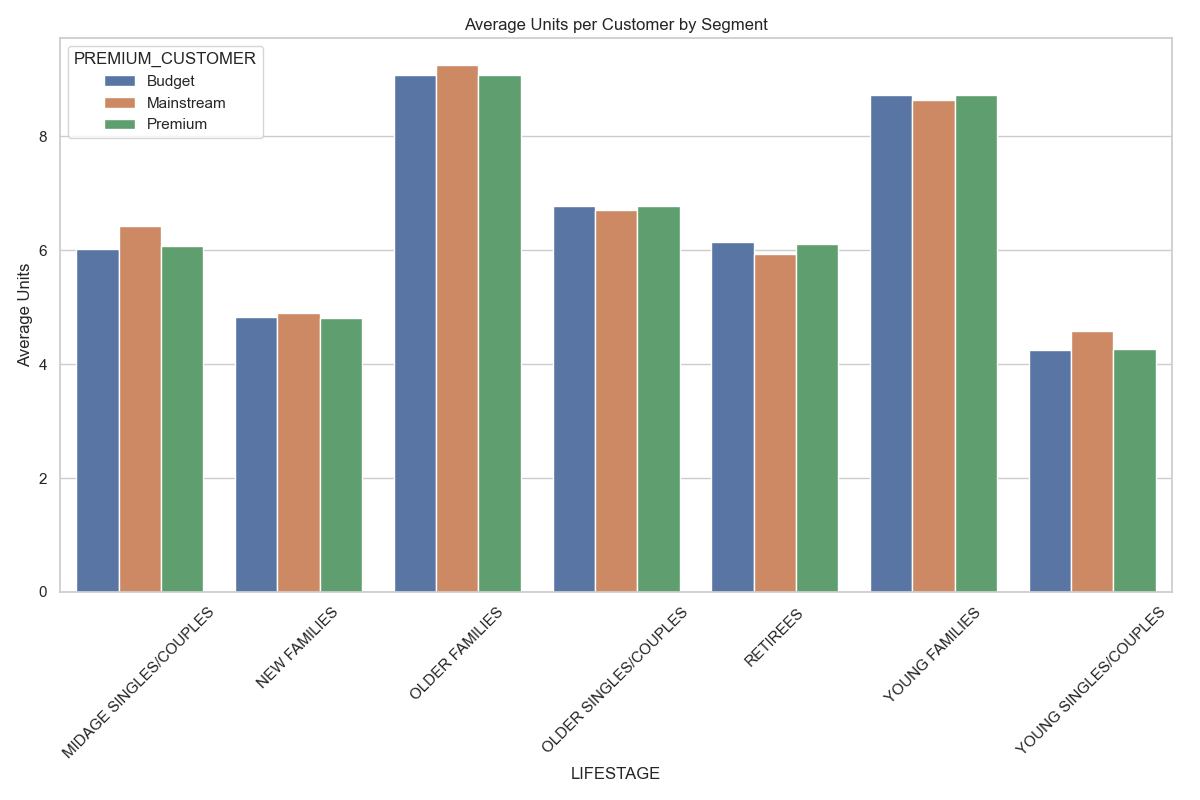 Average Units per Customer by Segment
PREMIUM_CUSTOMER
Budget
Mainstream
Premium
Average Units
8
6
4
2
0
MIDAGE SINGLES/COUPLES
NEW FAMILIES
OLDER FAMILIES
OLDER SINGLES/COUPLES
RETIREES
YOUNG FAMILIES
YOUNG SINGLES/COUPLES
LIFESTAGE